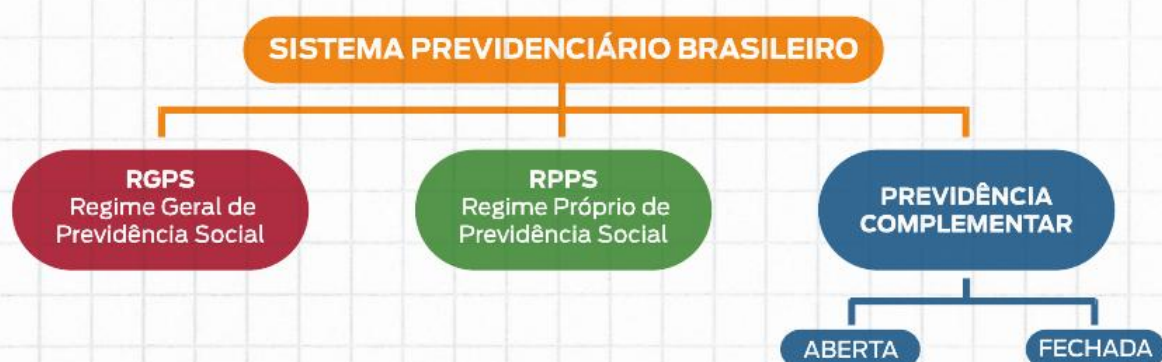 SISTEMA PREVIDENCIÁRIO BRASILEIRO
RGPS
Regime Geral de
Previdência Social
RPPS
Regime Próprio de
Previdência Social
PREVIDÊNCIA
COMPLEMENTAR
ABERTA
FECHADA